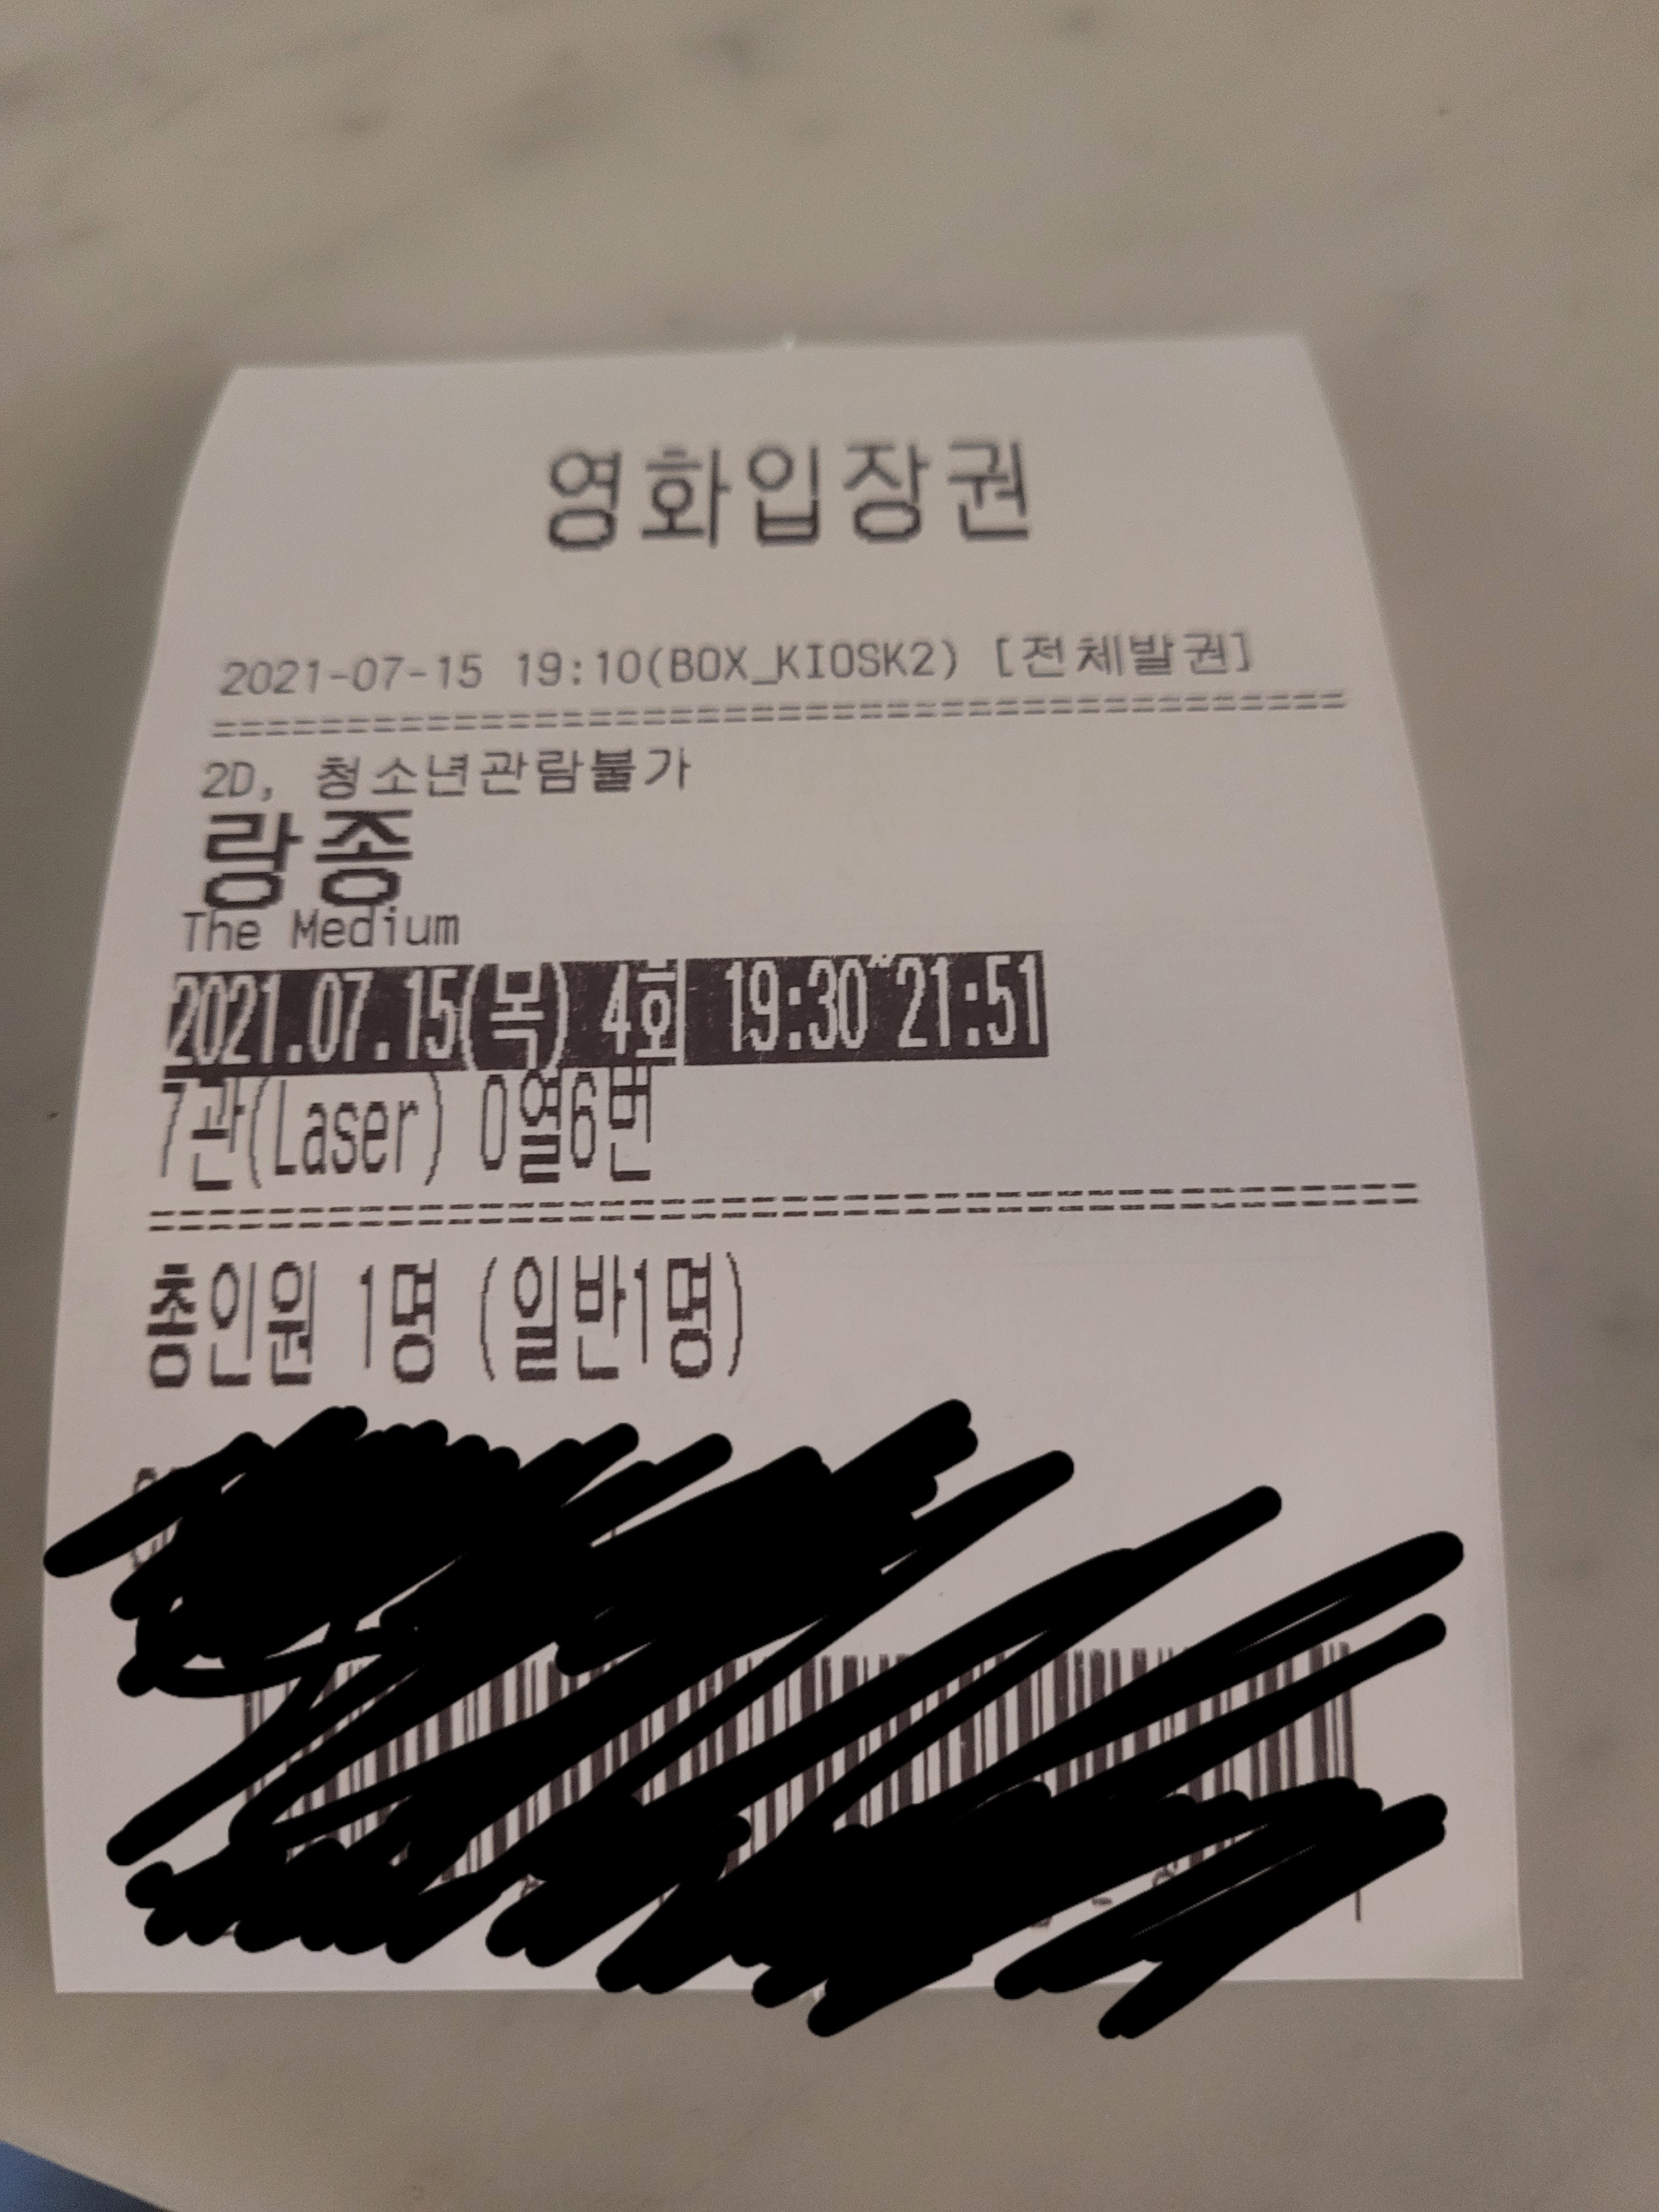 영화입장권
2021-07-15 19:10(BOX_KIOSK2) [전체발권]
2D, 청소년관람불가
랑종
The Medium
2021.07.15(목) 4회 19:30~21:51
7관(Laser) O열6번
총인원 1명 (일반1명)